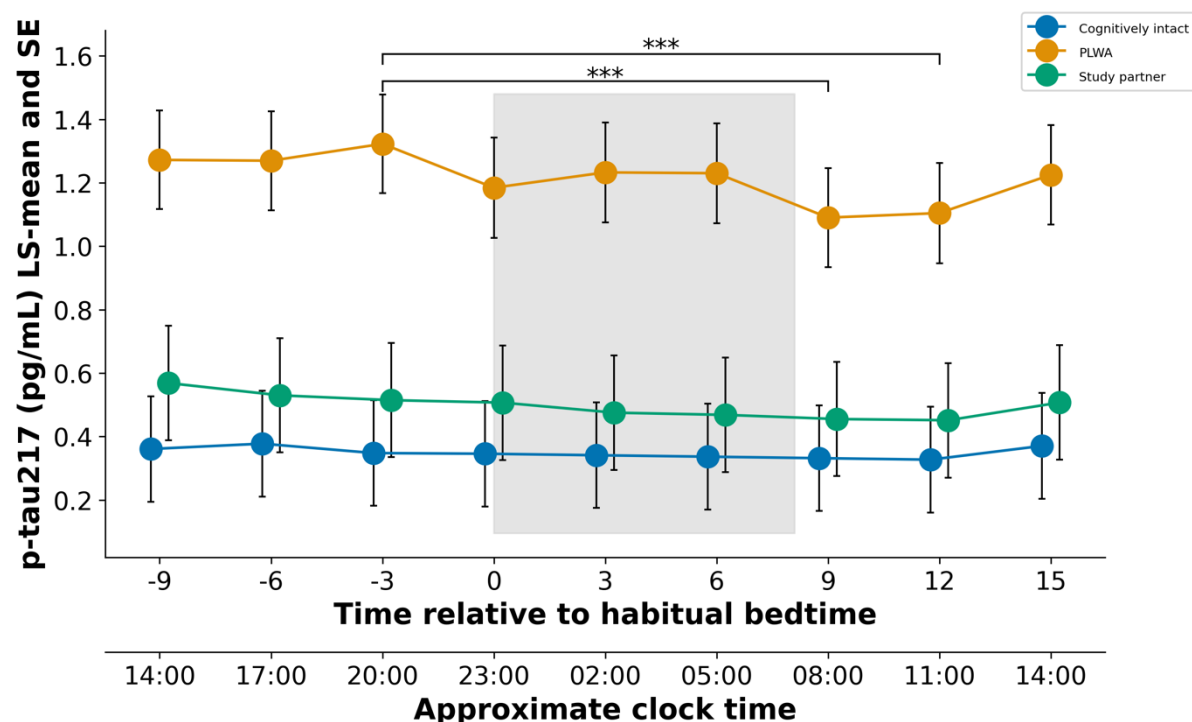 Cognitively intact
PLWA
Study partner
***
***
p-tau217 (pg/mL) LS-mean and SE
1.6
1.4
1.2
1.0
0.8
0.6
0.4
0.2
-9 -6 -3 0 3 6 9 12 15
Time relative to habitual bedtime
14:00 17:00 20:00 23:00 02:00 05:00 08:00 11:00 14:00
Approximate clock time